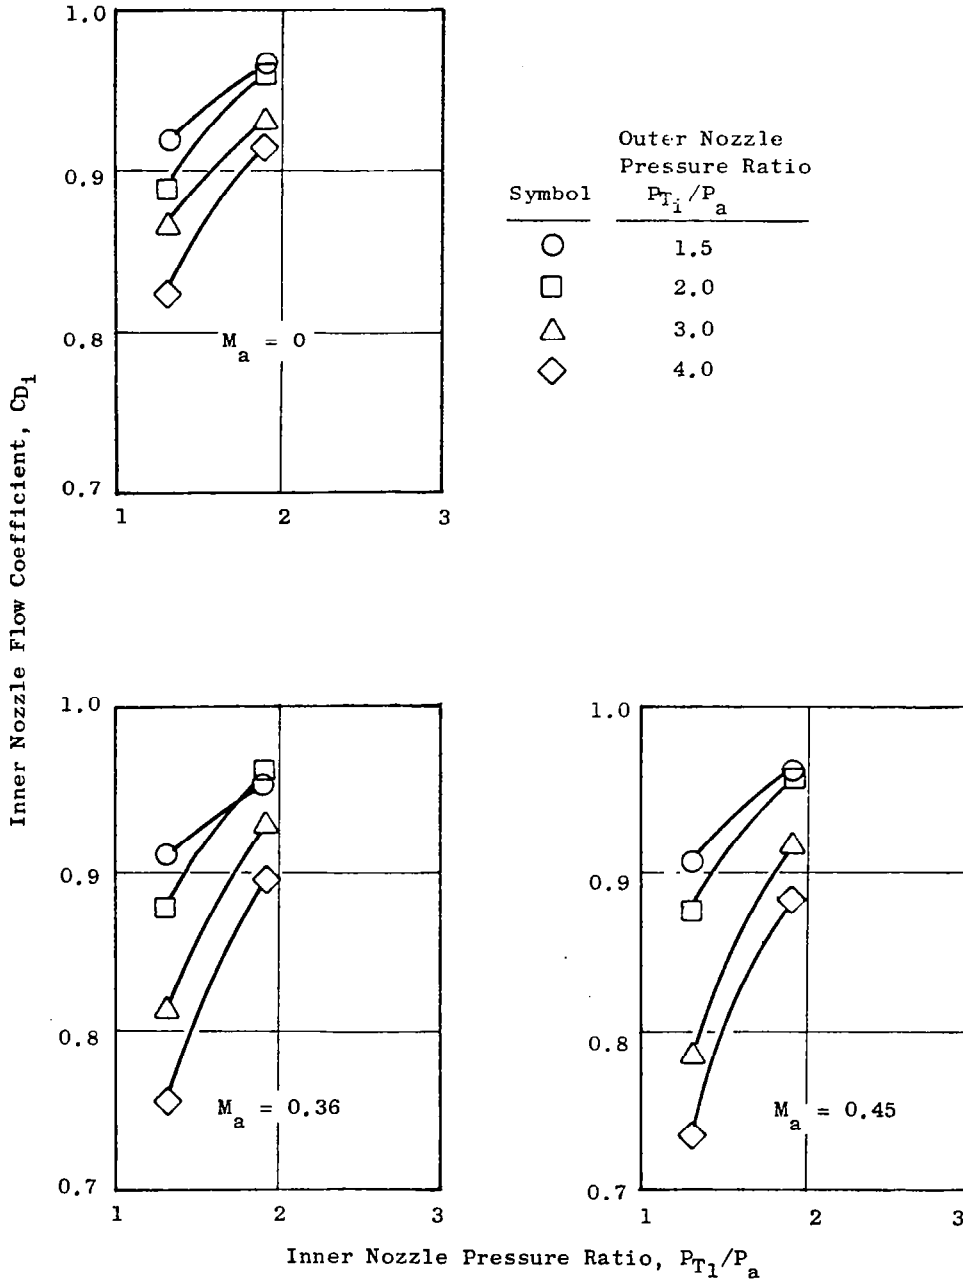 1.0
0.9
0.8
0.7
1 2 3
M_a = 0
Outer Nozzle
Pressure Ratio
Symbol P_Ti/P_a
1.5
2.0
3.0
4.0
Inner Nozzle Flow Coefficient, C_Di
1.0
0.9
0.8
0.7
1 2 3
M_a = 0.36
1.0
0.9
0.8
0.7
1 2 3
M_a = 0.45
Inner Nozzle Pressure Ratio, P_T1/P_a